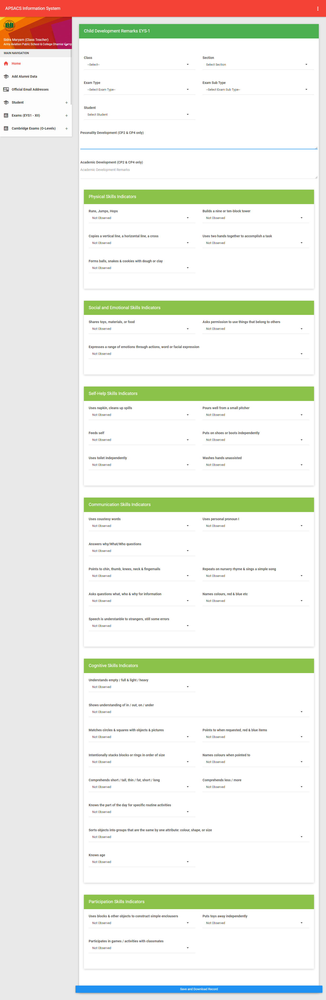 APSACS Information System
Sidra Maryam (Class Teacher)
Army Aviation Public School & College Dhamial Camp
MAIN NAVIGATION
Home
Add Alumni Data
Official Email Addresses
Student
Exams (EYS1 - XII)
Cambridge Exams (O-Levels)
Child Development Remarks EYS-1
Class Section
--Select-- Select Section
Exam Type Exam Sub Type
--Select Exam Type-- --Select Exam Sub Type--
Student
Select Student
Pesonality Development (CP2 & CP4 only)
Academic Development (CP2 & CP4 only)
Academic Development Remarks
Physical Skills Indicators
Runs, Jumps, Hops Builds a nine or ten-block tower
Not Observed Not Observed
Copies a vertical line, a horizontal line, a cross Uses two hands together to accomplish a task
Not Observed Not Observed
Forms balls, snakes & cookies with dough or clay
Not Observed
Social and Emotional Skills Indicators
Shares toys, materials, or food Asks permission to use things that belong to others
Not Observed Not Observed
Expresses a range of emotions through actions, word or facial expression
Not Observed
Self-Help Skills Indicators
Uses napkin, cleans up spills Pours well from a small pitcher
Not Observed Not Observed
Feeds self Puts on shoes or boots independently
Not Observed Not Observed
Uses toilet independently Washes hands unassisted
Not Observed Not Observed
Communication Skills Indicators
Uses coustesy words Uses personal pronoun I
Not Observed Not Observed
Answers why/What/Who questions
Not Observed
Points to chin, thumb, knees, neck & fingernails Repeats on nursery rhyme & sings a simple song
Not Observed Not Observed
Asks questions what, who & why for information Names colours, red & blue etc
Not Observed Not Observed
Speech is understanble to strangers, still some errors
Not Observed
Cognitive Skills Indicators
Understands empty / full & light / heavy
Not Observed
Shows understanding of in / out, on / under
Not Observed
Matches circles & squares with objects & pictures Points to when requested, red & blue items
Not Observed Not Observed
Intentionally stacks blocks or rings in order of size Names colours when pointed to
Not Observed Not Observed
Comprehends short / tall, thin / fat, short / long Comprehends less / more
Not Observed Not Observed
Knows the part of the day for specific routine activities
Not Observed
Sorts objects into groups that are the same by one attribute: colour, shape, or size
Not Observed
Knows age
Not Observed
Participation Skills Indicators
Uses blocks & other objects to construct simple enclousers Puts toys away independently
Not Observed Not Observed
Participates in games / activities with classmates
Not Observed
Save and Download Record